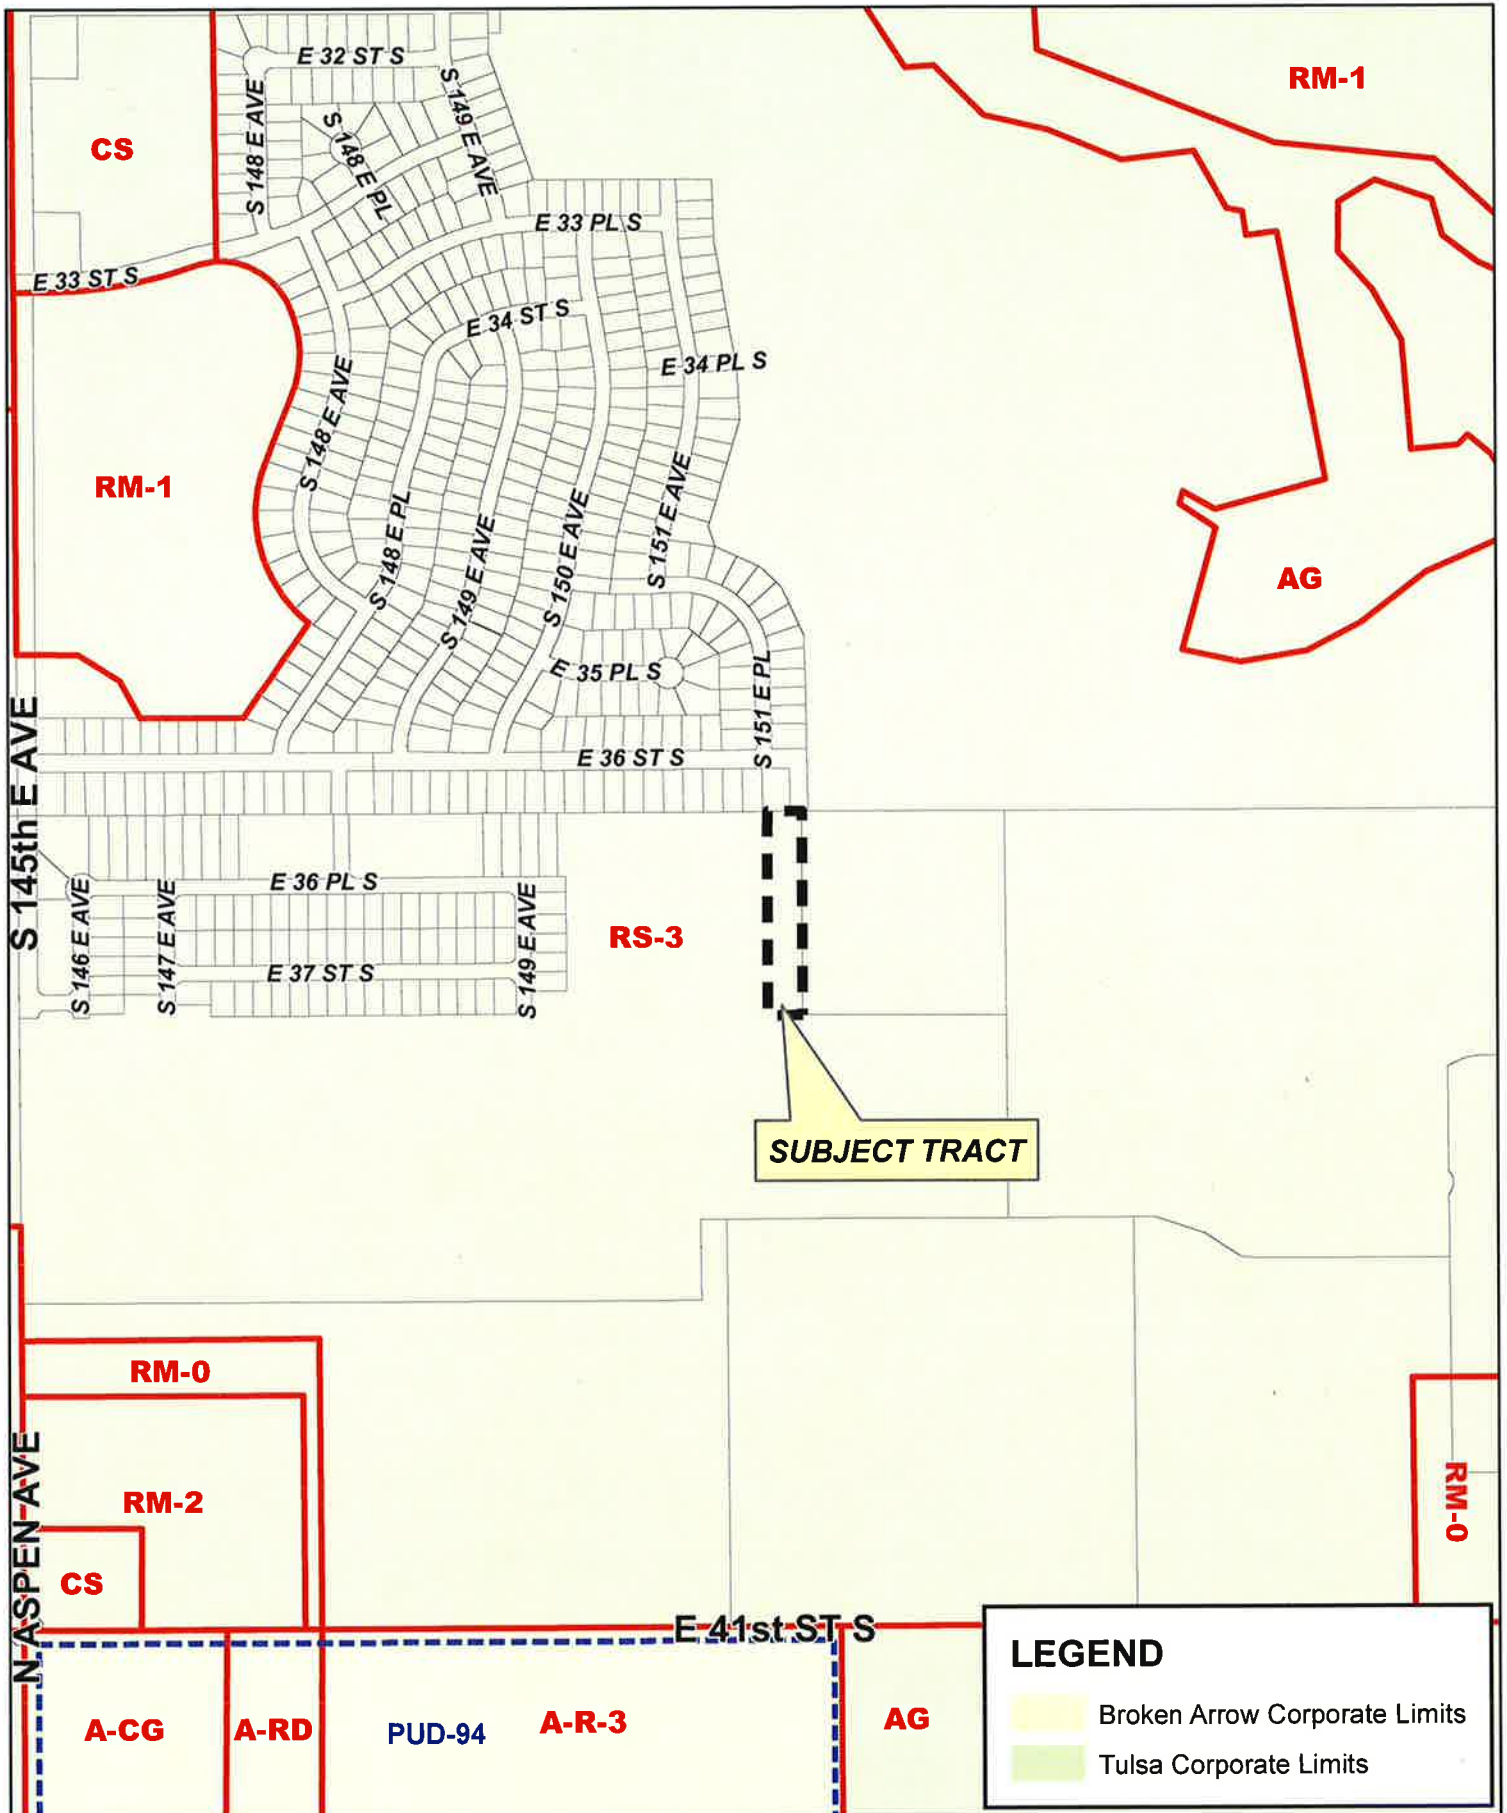 RM-1
E 32 ST S
S 149 E AVE
S 148 E AVE
S 148 E PL
CS
E 33 PL S
E 33 ST S
E 34 ST S
E 34 PL S
S 148 E AVE
RM-1
S 148 E PL
S 149 E AVE
S 150 E AVE
S 151 E AVE
AG
E 35 PL S
S 151 E PL
E 36 ST S
S 145th E AVE
E 36 PL S
S 146 E AVE
S 147 E AVE
S 149 E AVE
RS-3
E 37 ST S
SUBJECT TRACT
RM-0
RM-2
N ASPEN AVE
RM-0
CS
E 41st ST S
A-CG
A-RD
PUD-94
A-R-3
AG
LEGEND
Broken Arrow Corporate Limits
Tulsa Corporate Limits